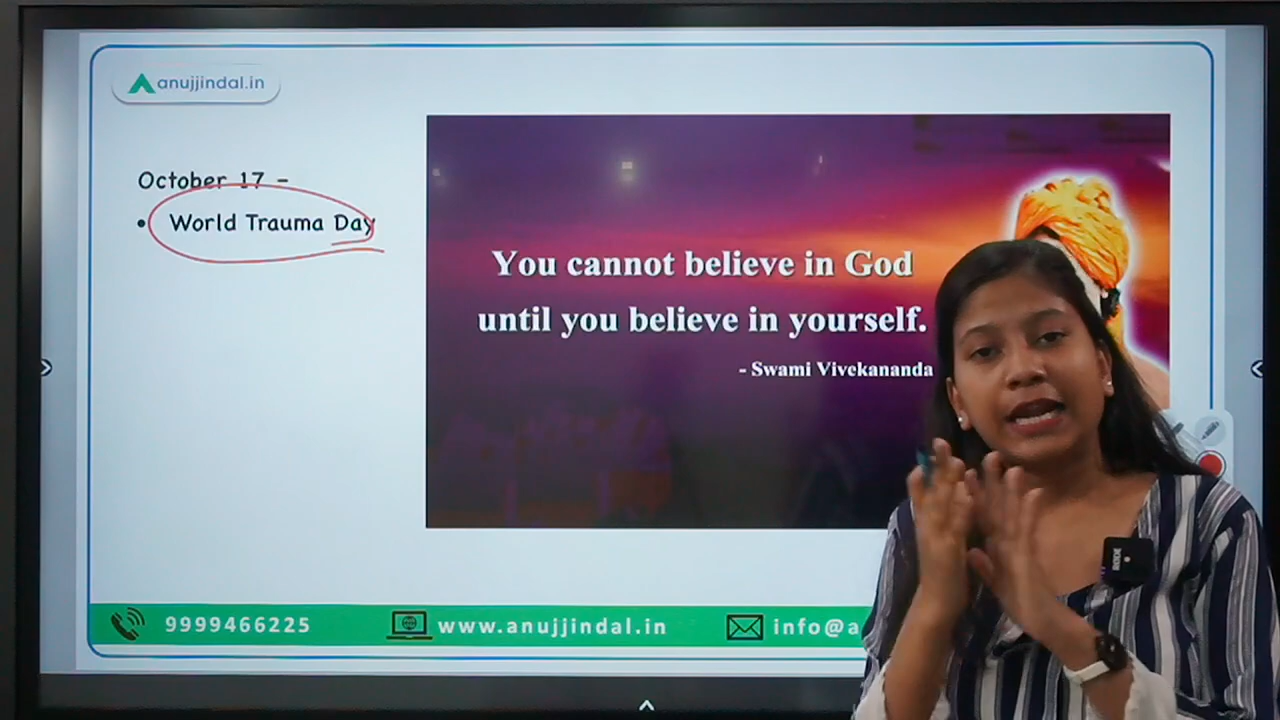 anujjindal.in
October 17 -
• World Trauma Day
You cannot believe in God
until you believe in yourself.
- Swami Vivekananda
RODE
9999466225
www.anujjindal.in
info@a